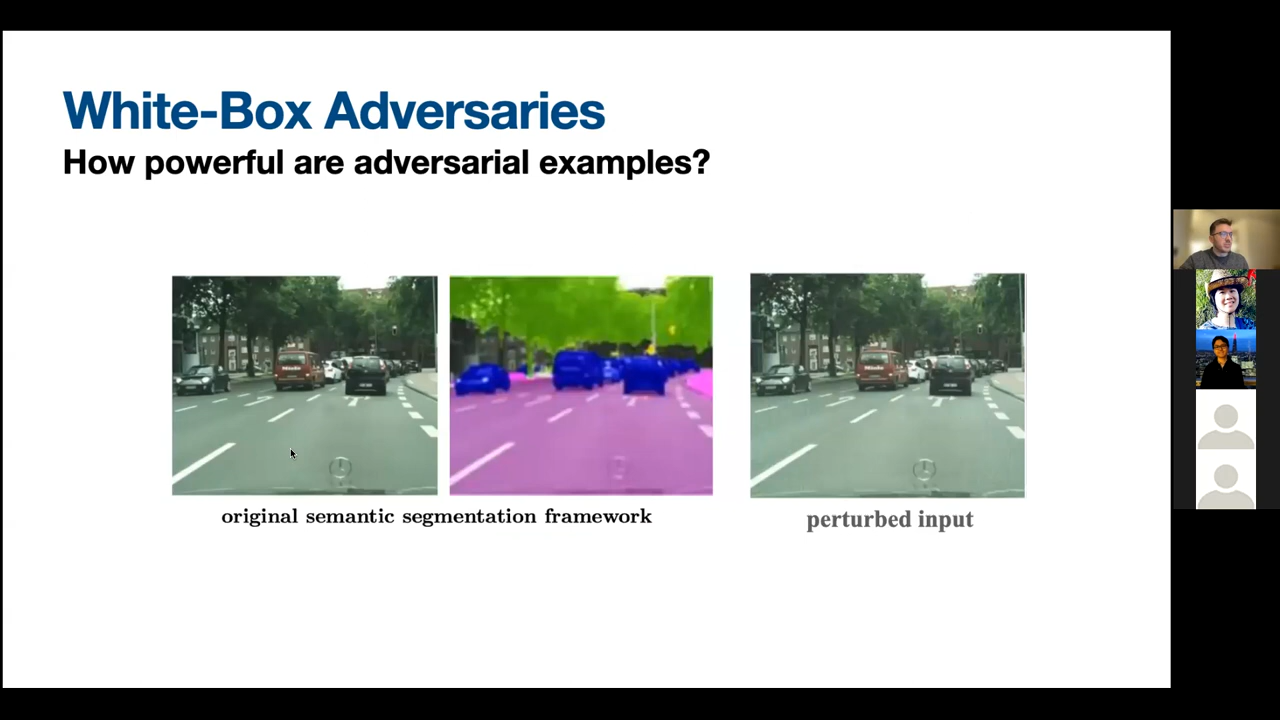 White-Box Adversaries
How powerful are adversarial examples?
original semantic segmentation framework
perturbed input